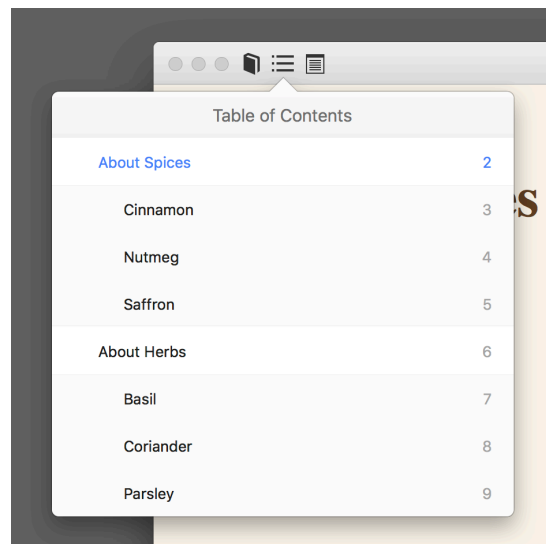 Table of Contents
About Spices 2
Cinnamon 3
Nutmeg 4
Saffron 5
About Herbs 6
Basil 7
Coriander 8
Parsley 9